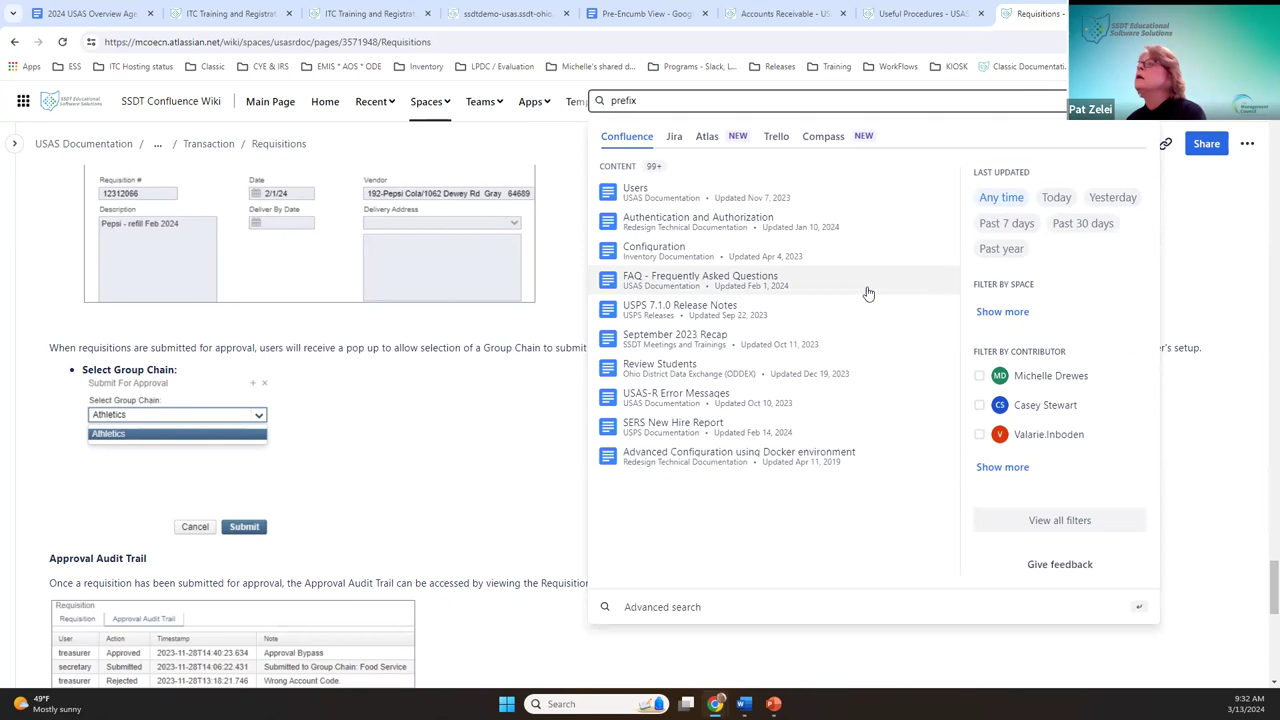 2024 USAS Overview Age
ITC Training and Registrat
ITC Training and Registrat
ssdtdemo-usas.ssdt-ohio.
Pre-Encumb View - Goog
Accounts Receivable - US
Useful Procedures - USAS
Requisitions -
https://mcoecn.atlassian.net/wiki/spaces/usasrdoc/pages/3571948/Requisitions
Apps
ESS
ITC Hosting status
Classic
CYE & IRS
EMIS * AOS * ODE
Inventory
LPDC / Evaluation
Michelle's shared d...
Programs - Slack, L...
Releases
Training
WorkFlows
KIOSK
Classic Documentati
SSDT Educational
Software Solutions
Management
Council
Pat Zelei
SSDT Educational
Software Solutions
SSDT Confluence Wiki
Main Page
Home
Recent
Spaces
Teams
Apps
Tem
prefix
USAS Documentation / ... / Transaction / Requisitions
Share
Requisition #
Date
Vendor
12312066
2/1/24
192-Pepsi Cola/1062 Dewey Rd Gray 64689
Description
Deliver By Date
Delivery Address
Pepsi - refill Feb 2024
When requisitions are submitted for approval, users will receive a pop up to allow selection of a Group Chain to submit
er's setup.
Select Group Chain:
Submit For Approval
Select Group Chain:
Athletics
Athletics
Cancel
Submit
Approval Audit Trail
Once a requisition has been submitted for approval, the Approval Audit Trail can be accessed by viewing the Requisition
Requisition
Requisition
Approval Audit Trail
User Action Timestamp Note
treasurer Approved 2023-11-28T14:40:23.634 Approval Bypass
secretary Submitted 2023-11-28T14:06:22.431 Submitted to Group Chain: Food Service
treasurer Rejected 2023-11-28T13:18:21.746 Wrong Account Code.
Confluence
Jira
Atlas NEW
Trello
Compass NEW
CONTENT 99+
Users
USAS Documentation • Updated Nov 7, 2023
Authentication and Authorization
Redesign Technical Documentation • Updated Jan 10, 2024
Configuration
Inventory Documentation • Updated Apr 4, 2023
FAQ - Frequently Asked Questions
USAS Documentation • Updated Feb 1, 2024
USPS 7.1.0 Release Notes
USPS Releases • Updated Sep 22, 2023
September 2023 Recap
SSDT Meetings and Trainings • Updated Oct 11, 2023
Review Students
Ohio District Data Exchange (ODDEX) • Updated Dec 19, 2023
USAS-R Error Messages
USAS Documentation • Updated Oct 10, 2023
SERS New Hire Report
USPS Documentation • Updated Feb 14, 2024
Advanced Configuration using Docker environment
Redesign Technical Documentation • Updated Apr 11, 2019
LAST UPDATED
Any time
Today
Yesterday
Past 7 days
Past 30 days
Past year
FILTER BY SPACE
Show more
FILTER BY CONTRIBUTOR
MD Michelle Drewes
CS Casey Stewart
V Valarie.Inboden
Show more
View all filters
Give feedback
Advanced search
49°F
Mostly sunny
Search
9:32 AM
3/13/2024